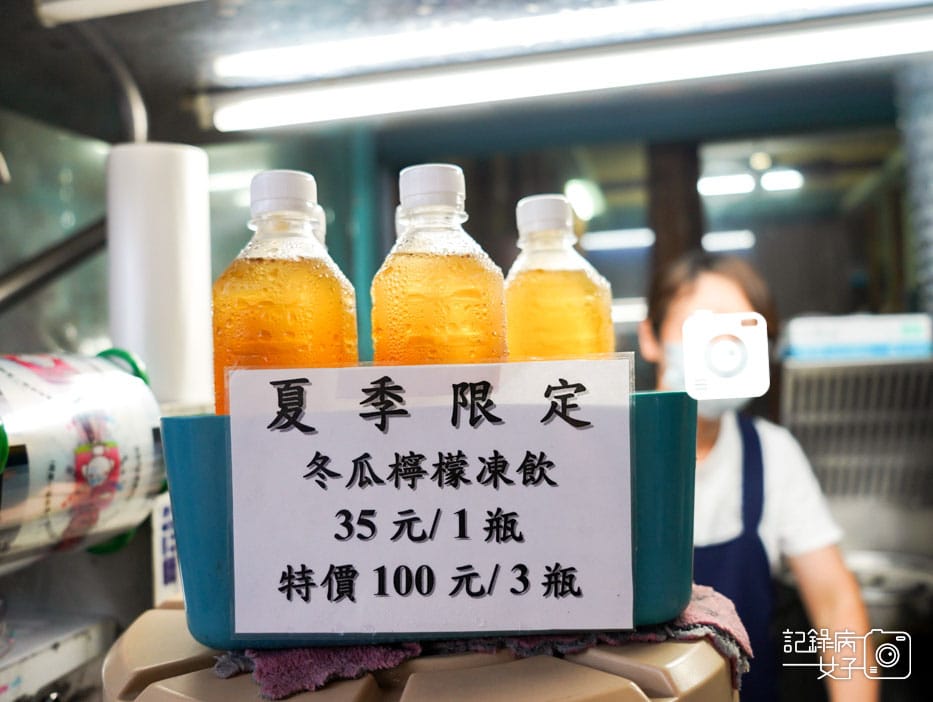 夏季限定
冬瓜檸檬凍飲
35元/1瓶
特價100元/3瓶
記錄病
女子